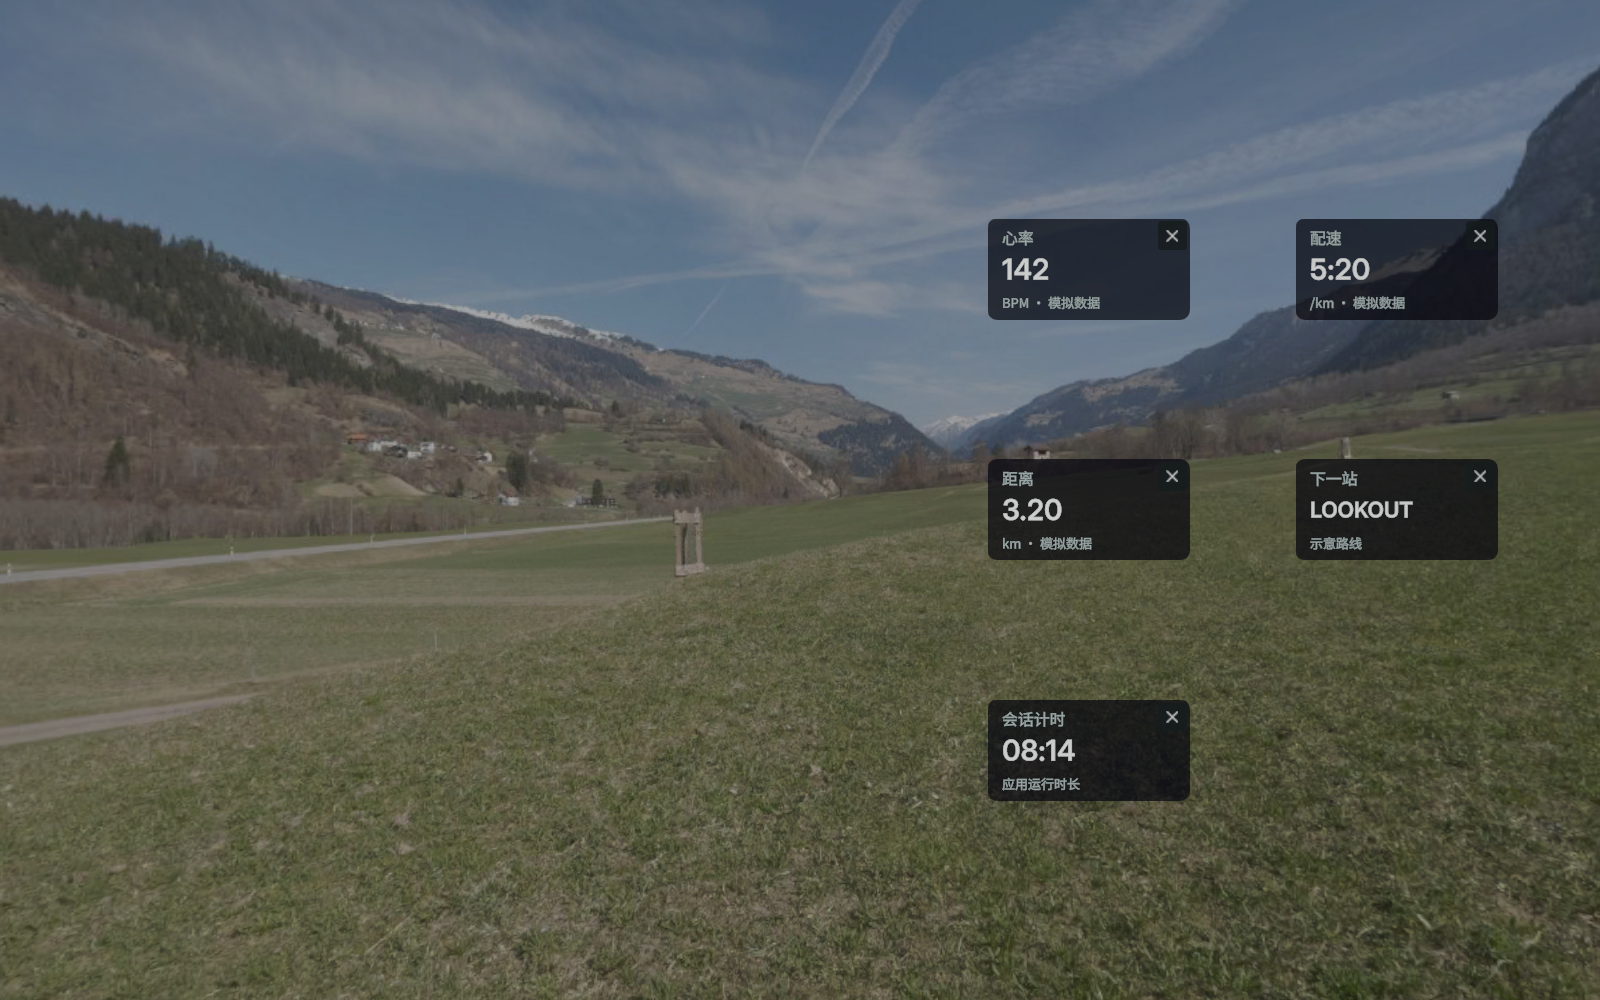 心率
142
BPM • 模拟数据
配速
5:20
/km • 模拟数据
距离
3.20
km • 模拟数据
下一站
LOOKOUT
示意路线
会话计时
08:14
应用运行时长